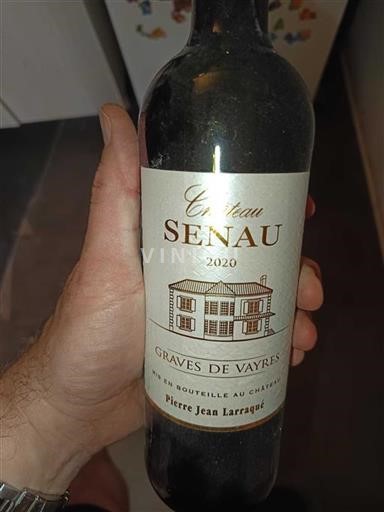 Château
SENAU
2020
GRAVES DE VAYRES
MIS EN BOUTEILLE AU CHÂTEAU
Pierre Jean Larraqué